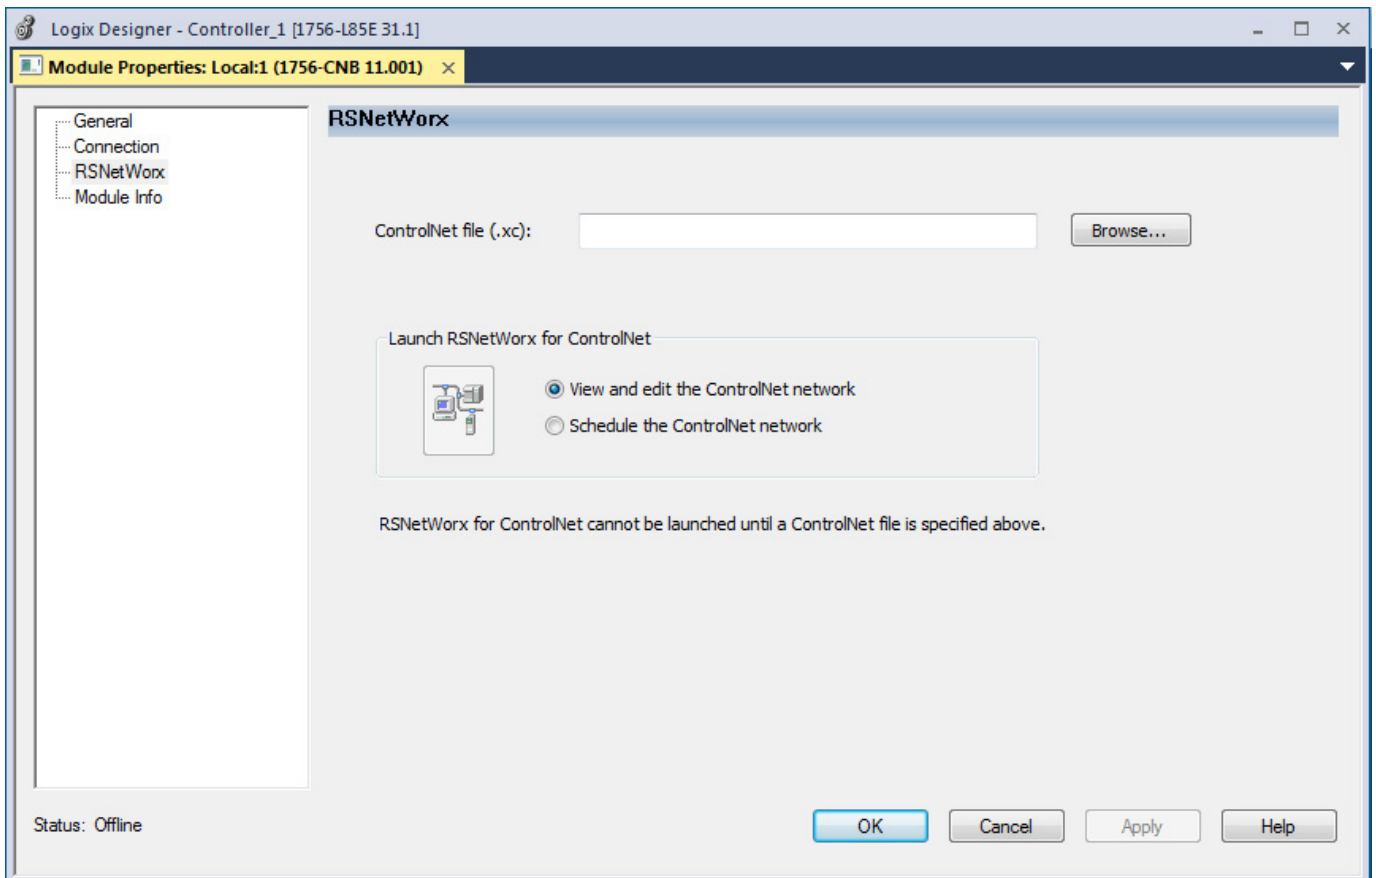 Logix Designer - Controller_1 [1756-L85E 31.1]
Module Properties: Local:1 (1756-CNB 11.001)
General
Connection
RSNetWorx
Module Info
RSNetWorx
ControlNet file (.xc):
Browse...
Launch RSNetWorx for ControlNet
View and edit the ControlNet network
Schedule the ControlNet network
RSNetWorx for ControlNet cannot be launched until a ControlNet file is specified above.
Status: Offline
OK
Cancel
Apply
Help